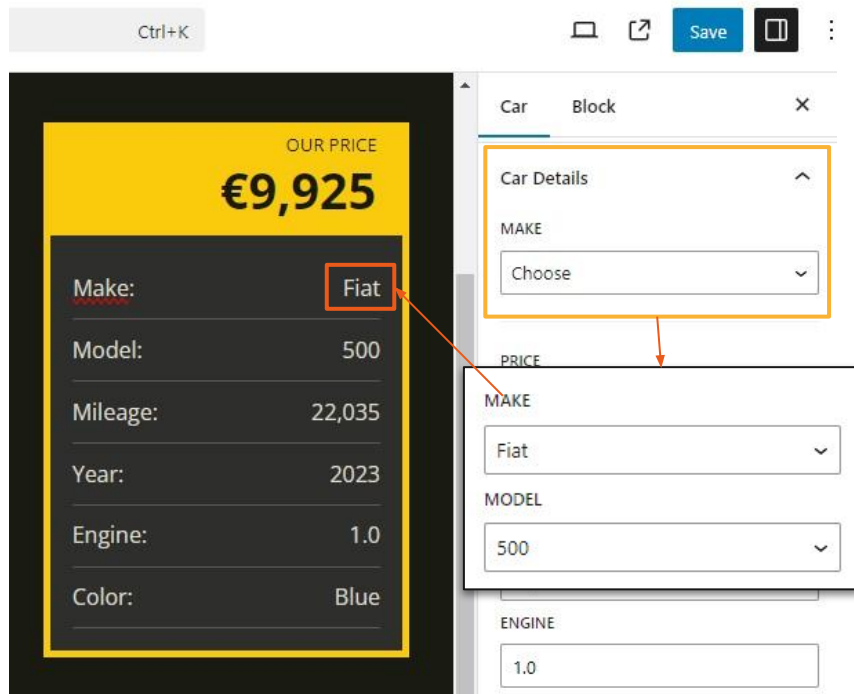 Ctrl+K
Save
OUR PRICE
€9,925
Make: Fiat
Model: 500
Mileage: 22,035
Year: 2023
Engine: 1.0
Color: Blue
Car Block
Car Details
MAKE
Choose
PRICE
MAKE
Fiat
MODEL
500
ENGINE
1.0